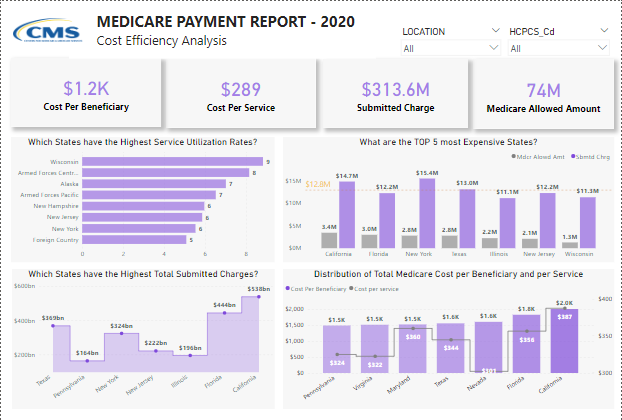 CMS
MEDICARE PAYMENT REPORT - 2020
Cost Efficiency Analysis
LOCATION
All
HCPCS_Cd
All
$1.2K
Cost Per Beneficiary
$289
Cost Per Service
$313.6M
Submitted Charge
74M
Medicare Allowed Amount
Which States have the Highest Service Utilization Rates?
Wisconsin 9
Armed Forces Centr... 8
Alaska 7
Armed Forces Pacific 7
New Hampshire 6
New Jersey 6
New York 6
Foreign Country 5
0 2 4 6 8
What are the TOP 5 most Expensive States?
Mdcr Alowd Amt Sbmtd Chrg
$15M
$10M
$5M
$0M
$12.8M
3.4M $14.7M
3.0M $12.2M
2.8M $15.4M
2.8M $13.0M
2.2M $11.1M
2.1M $12.2M
1.3M $11.3M
California Florida New York Texas Illinois New Jersey Wisconsin
Which States have the Highest Total Submitted Charges?
$600bn
$400bn
$200bn
$369bn
$164bn
$324bn
$222bn
$196bn
$444bn
$538bn
Texas Pennsylvania New York New Jersey Illinois Florida California
Distribution of Total Medicare Cost per Beneficiary and per Service
Cost Per Beneficiary Cost per service
$2,000
$1,500
$1,000
$500
$0
$1.5K $1.5K $1.5K $1.6K $1.6K $1.8K $2.0K
$324 $322 $360 $344 $356 $387
$400
$350
$300
Pennsylvania Virginia Maryland Texas Nevada Florida California